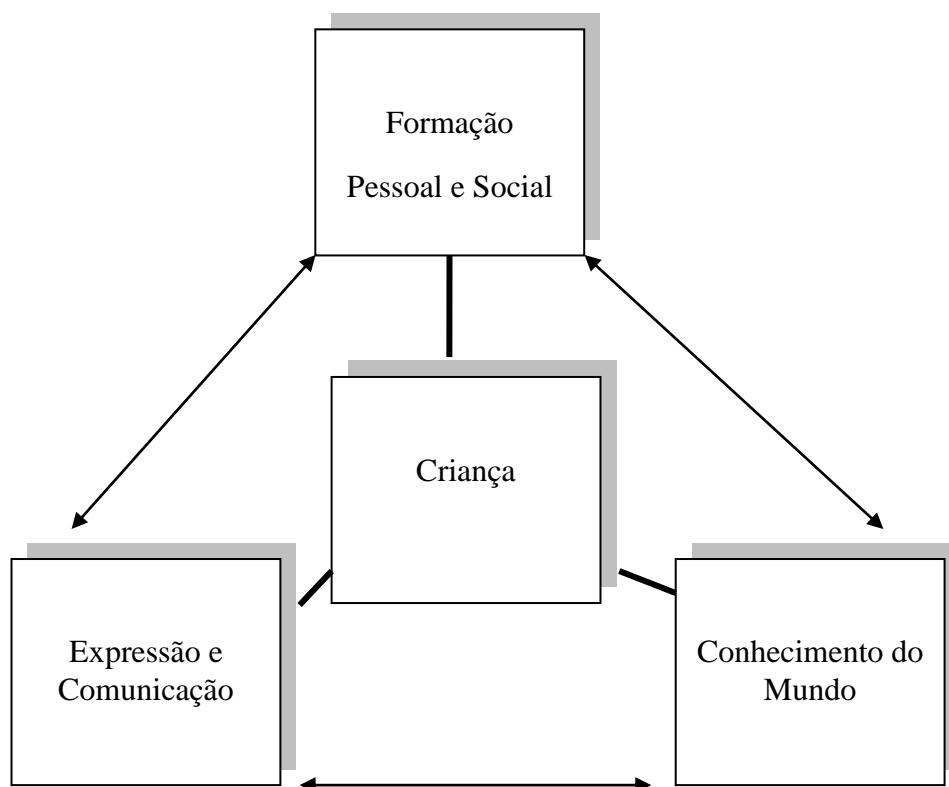 Formação
Pessoal e Social
Criança
Expressão e
Comunicação
Conhecimento do
Mundo